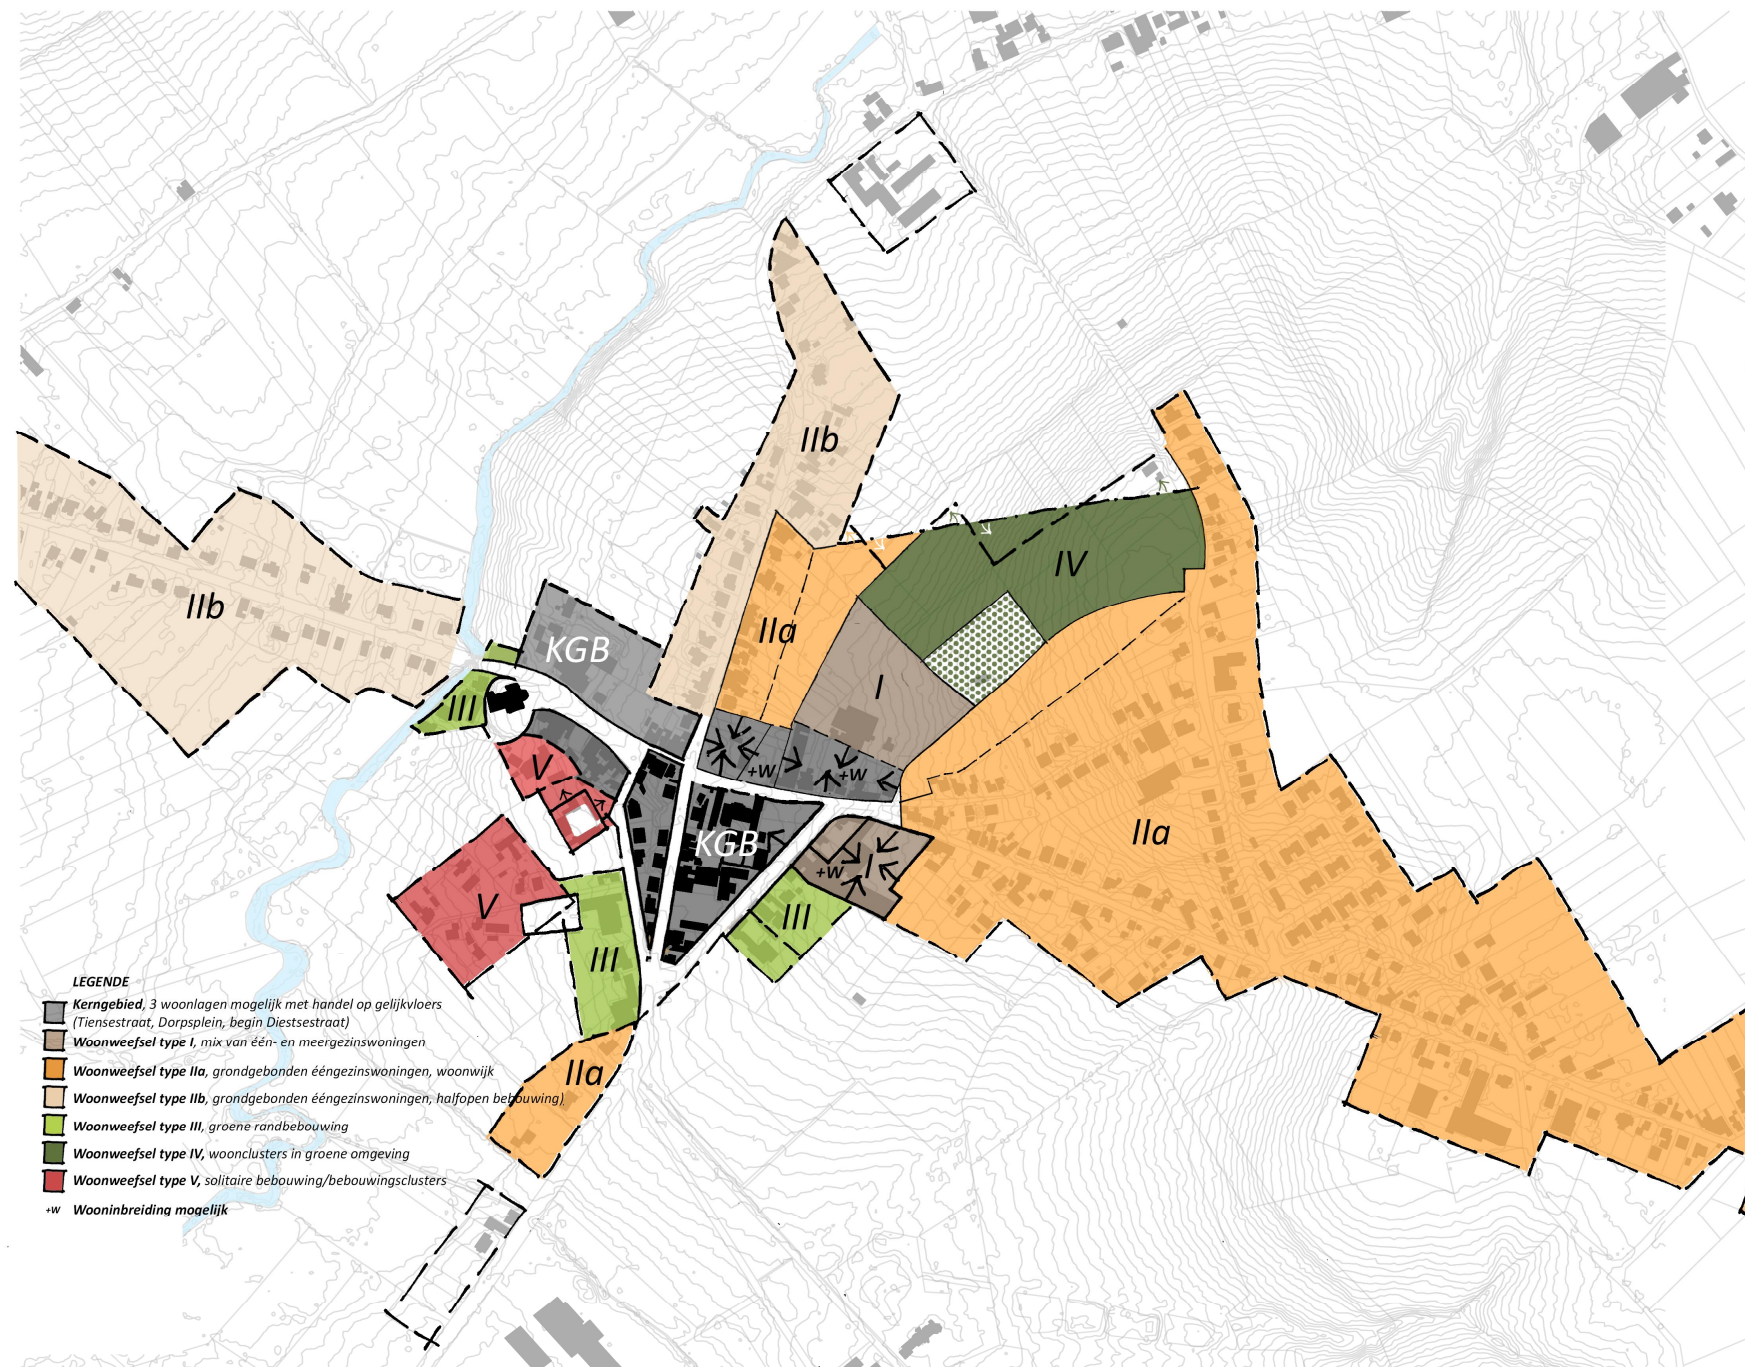 IIb
IIb
KGB
IIa
IV
I
III
V
+W
+W
KGB
IIa
+W
I
V
III
III
IIa
LEGENDE
Kerngebied, 3 woonlagen mogelijk met handel op gelijkvloers
(Tiensestraat, Dorpsplein, begin Diestsestraat)
Woonweefsel type I, mix van één- en meergezinswoningen
Woonweefsel type IIa, grondgebonden ééngezinswoningen, woonwijk
Woonweefsel type IIb, grondgebonden ééngezinswoningen, halfopen bebouwing)
Woonweefsel type III, groene randbebouwing
Woonweefsel type IV, woonclusters in groene omgeving
Woonweefsel type V, solitaire bebouwing/bebouwingsclusters
+W Wooninbreiding mogelijk